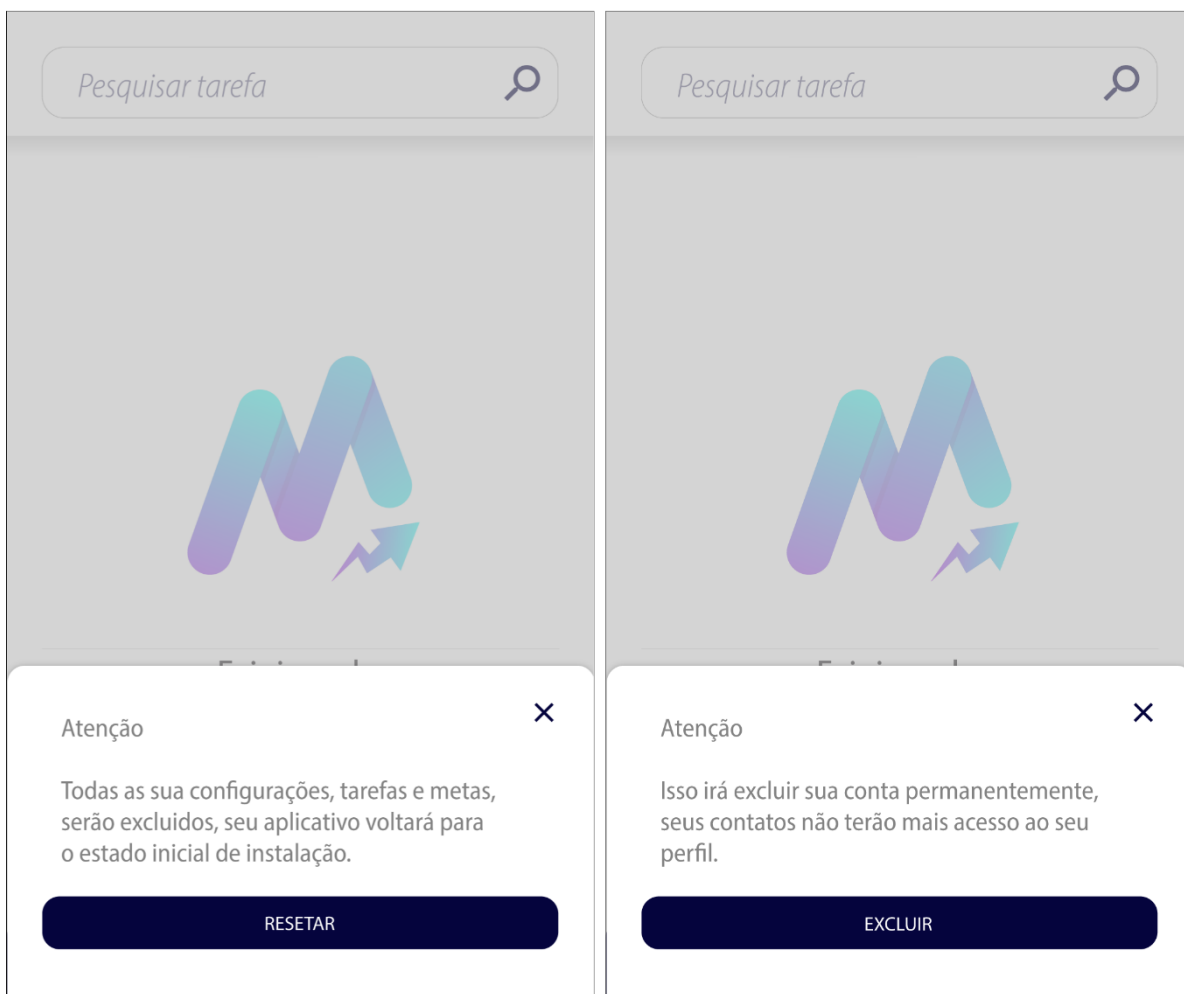 Pesquisar tarefa
Atenção
Todas as sua configurações, tarefas e metas,
serão excluidos, seu aplicativo voltará para
o estado inicial de instalação.
RESETAR
Pesquisar tarefa
Atenção
Isso irá excluir sua conta permanentemente,
seus contatos não terão mais acesso ao seu
perfil.
EXCLUIR